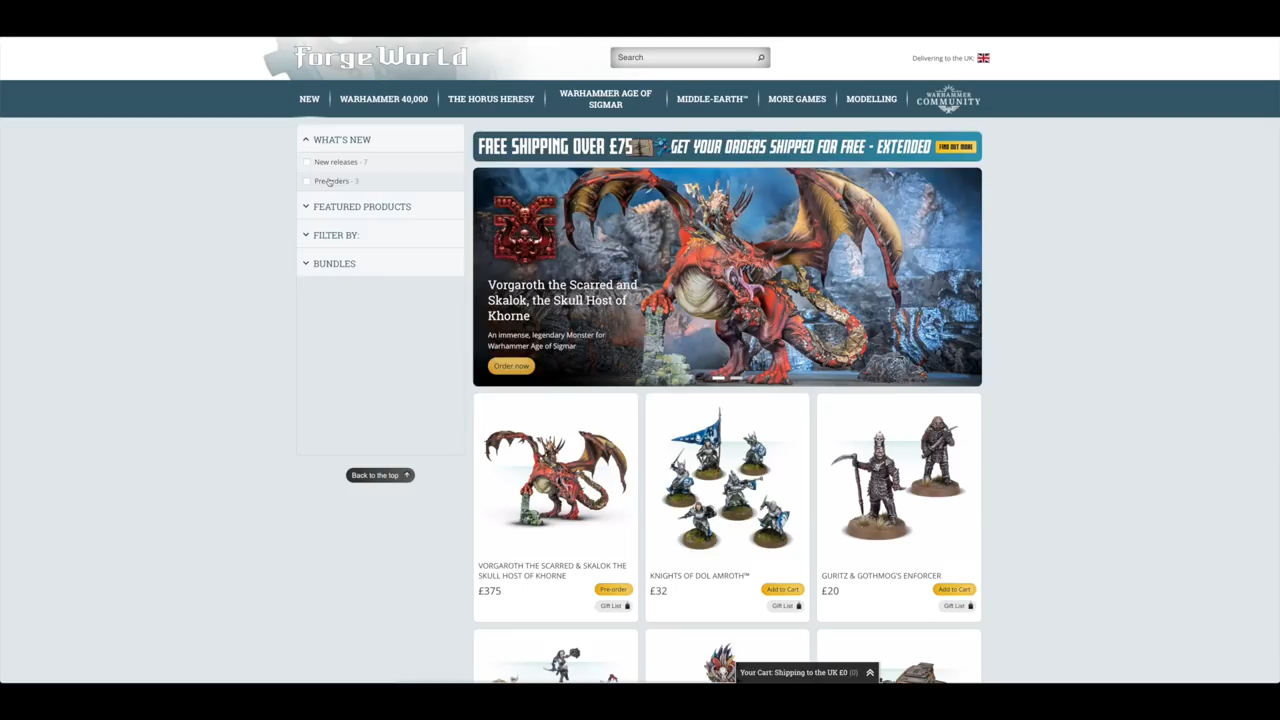 Forge World
Search
Delivering to the UK:
NEW
WARHAMMER 40,000
THE HORUS HERESY
WARHAMMER AGE OF
SIGMAR
MIDDLE-EARTH™
MORE GAMES
MODELLING
WARHAMMER
COMMUNITY
WHAT'S NEW
New releases - 7
Pre-orders - 3
FEATURED PRODUCTS
FILTER BY:
BUNDLES
Back to the top
FREE SHIPPING OVER £75
GET YOUR ORDERS SHIPPED FOR FREE - EXTENDED
FIND OUT MORE
Vorgaroth the Scarred and
Skalok, the Skull Host of
Khorne
An immense, legendary Monster for
Warhammer Age of Sigmar
Order now
VORGAROTH THE SCARRED & SKALOK THE
SKULL HOST OF KHORNE
£375
Pre-order
Gift List
KNIGHTS OF DOL AMROTH™
£32
Add to Cart
Gift List
GURITZ & GOTHMOG'S ENFORCER
£20
Add to Cart
Gift List
Your Cart: Shipping to the UK £0 (0)